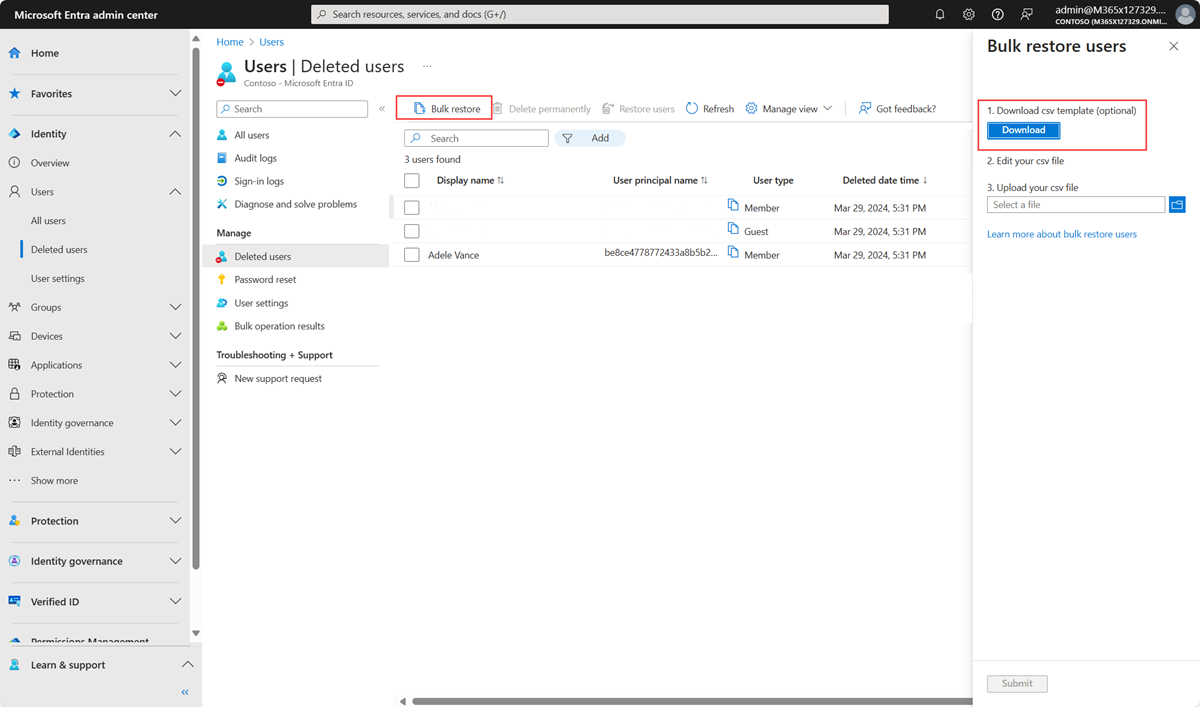 Microsoft Entra admin center
Search resources, services, and docs (G+/)
admin@M365x127329....
CONTOSO (M365X127329.ONMI...
Home
Favorites
Identity
Overview
Users
All users
Deleted users
User settings
Groups
Devices
Applications
Protection
Identity governance
External Identities
Show more
Protection
Identity governance
Verified ID
Permissions Management
Learn & support
Home > Users
Users | Deleted users
Contoso - Microsoft Entra ID
Search
All users
Audit logs
Sign-in logs
Diagnose and solve problems
Manage
Deleted users
Password reset
User settings
Bulk operation results
Troubleshooting + Support
New support request
Bulk restore Delete permanently Restore users Refresh Manage view Got feedback?
Search Add
3 users found
Display name User principal name User type Deleted date time
Member Mar 29, 2024, 5:31 PM
Guest Mar 29, 2024, 5:31 PM
Adele Vance be8ce4778772433a8b5b2... Member Mar 29, 2024, 5:31 PM
Bulk restore users
1. Download csv template (optional)
Download
2. Edit your csv file
3. Upload your csv file
Select a file
Learn more about bulk restore users
Submit